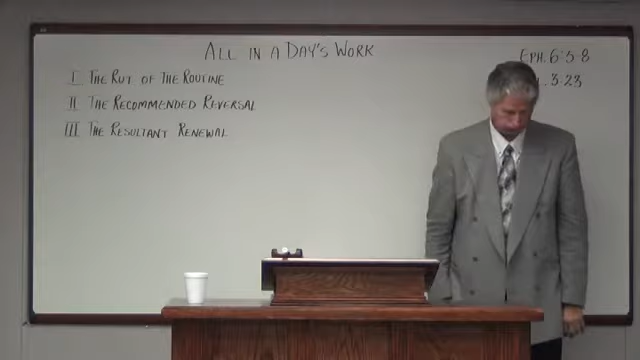 ALL IN A DAY'S WORK
EPH. 6:5-8
3:23
I THE RUT OF THE ROUTINE
II THE RECOMMENDED REVERSAL
III THE RESULTANT RENEWAL